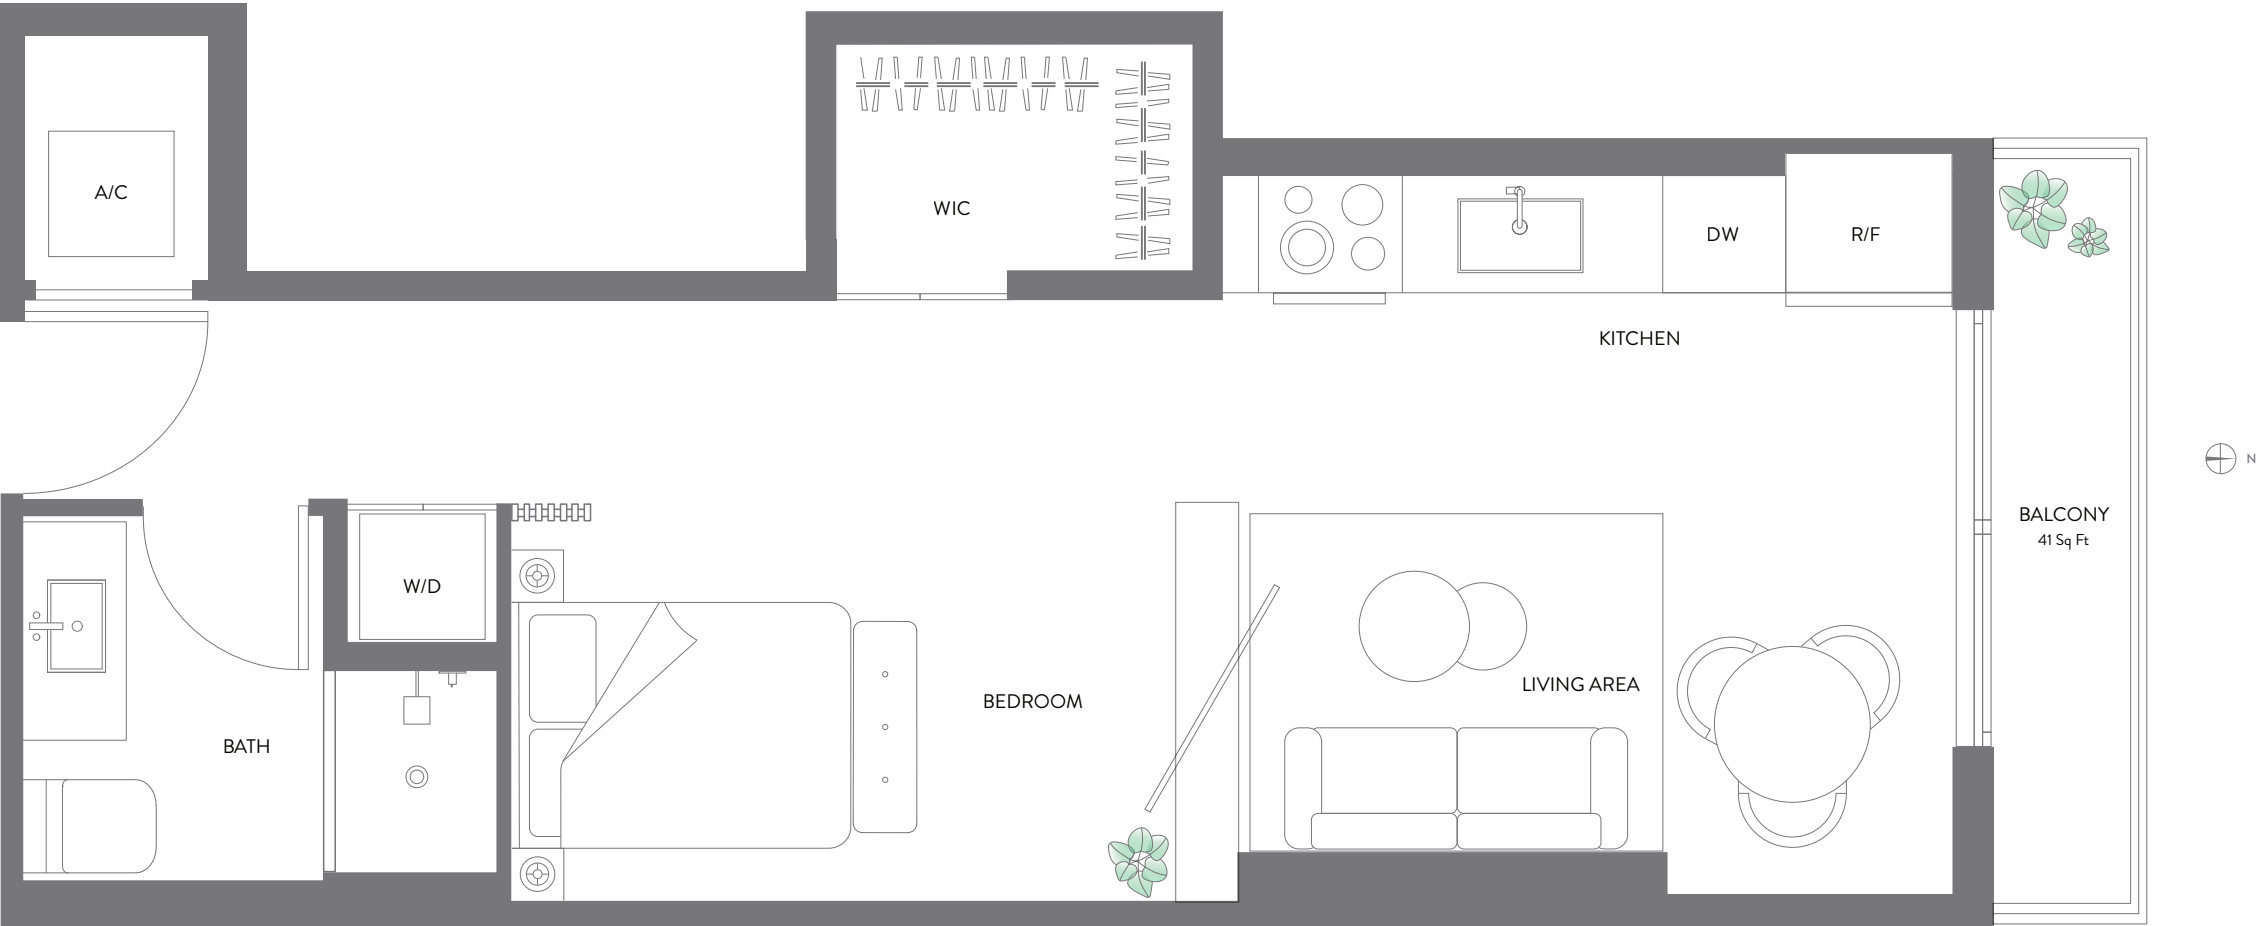 A/C
WIC
DW
R/F
KITCHEN
N
BALCONY
41 Sq Ft
W/D
LIVING AREA
BEDROOM
BATH